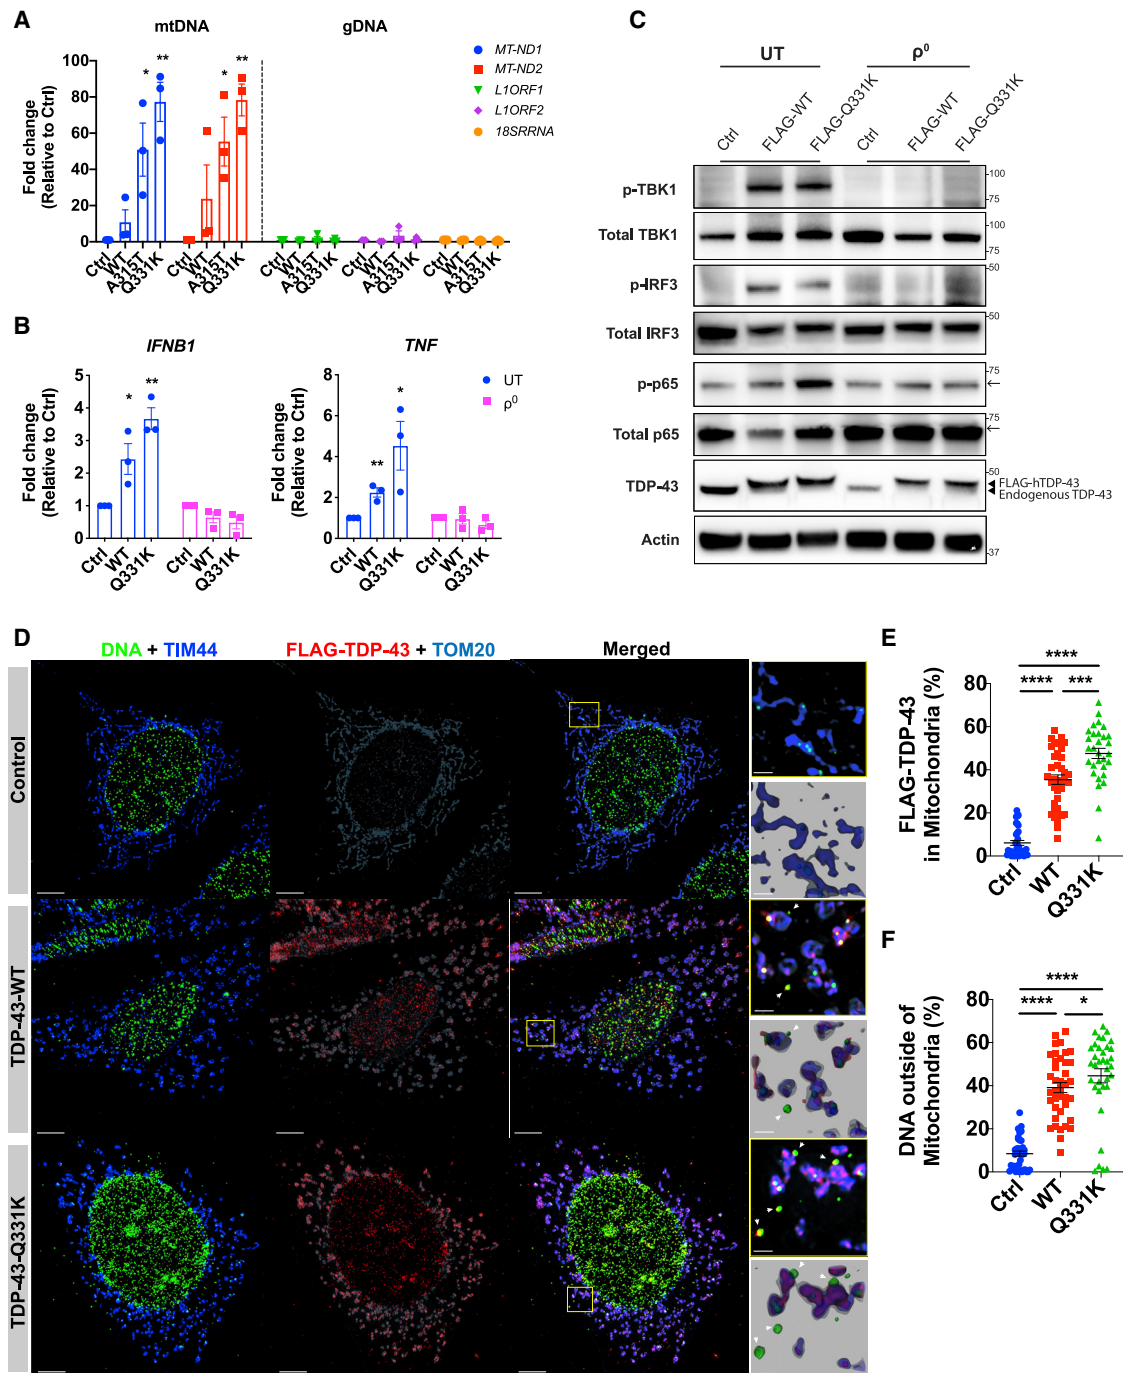 A
mtDNA
gDNA
MT-ND1
MT-ND2
L1ORF1
L1ORF2
18SRRNA
Fold change
(Relative to Ctrl)
100
80
60
40
20
0
* ** * **
Ctrl WT A315T Q331K Ctrl WT A315T Q331K Ctrl WT A315T Q331K Ctrl WT A315T Q331K Ctrl WT A315T Q331K
B
IFNB1
Fold change
(Relative to Ctrl)
5
4
3
2
1
0
* **
Ctrl WT Q331K Ctrl WT Q331K
TNF
UT
ρ0
Fold change
(Relative to Ctrl)
8
6
4
2
0
** *
Ctrl WT Q331K Ctrl WT Q331K
C
UT ρ0
Ctrl FLAG-WT FLAG-Q331K Ctrl FLAG-WT FLAG-Q331K
p-TBK1 100
75
Total TBK1 100
75
p-IRF3 50
Total IRF3 50
p-p65 75 ←
Total p65 75 ←
TDP-43 50
FLAG-hTDP-43
Endogenous TDP-43
Actin
37
D
DNA + TIM44 FLAG-TDP-43 + TOM20 Merged
Control
TDP-43-WT
TDP-43-Q331K
E
FLAG-TDP-43
in Mitochondria (%)
80
60
40
20
0
****
**** ***
Ctrl WT Q331K
F
DNA outside of
Mitochondria (%)
80
60
40
20
0
****
**** *
Ctrl WT Q331K